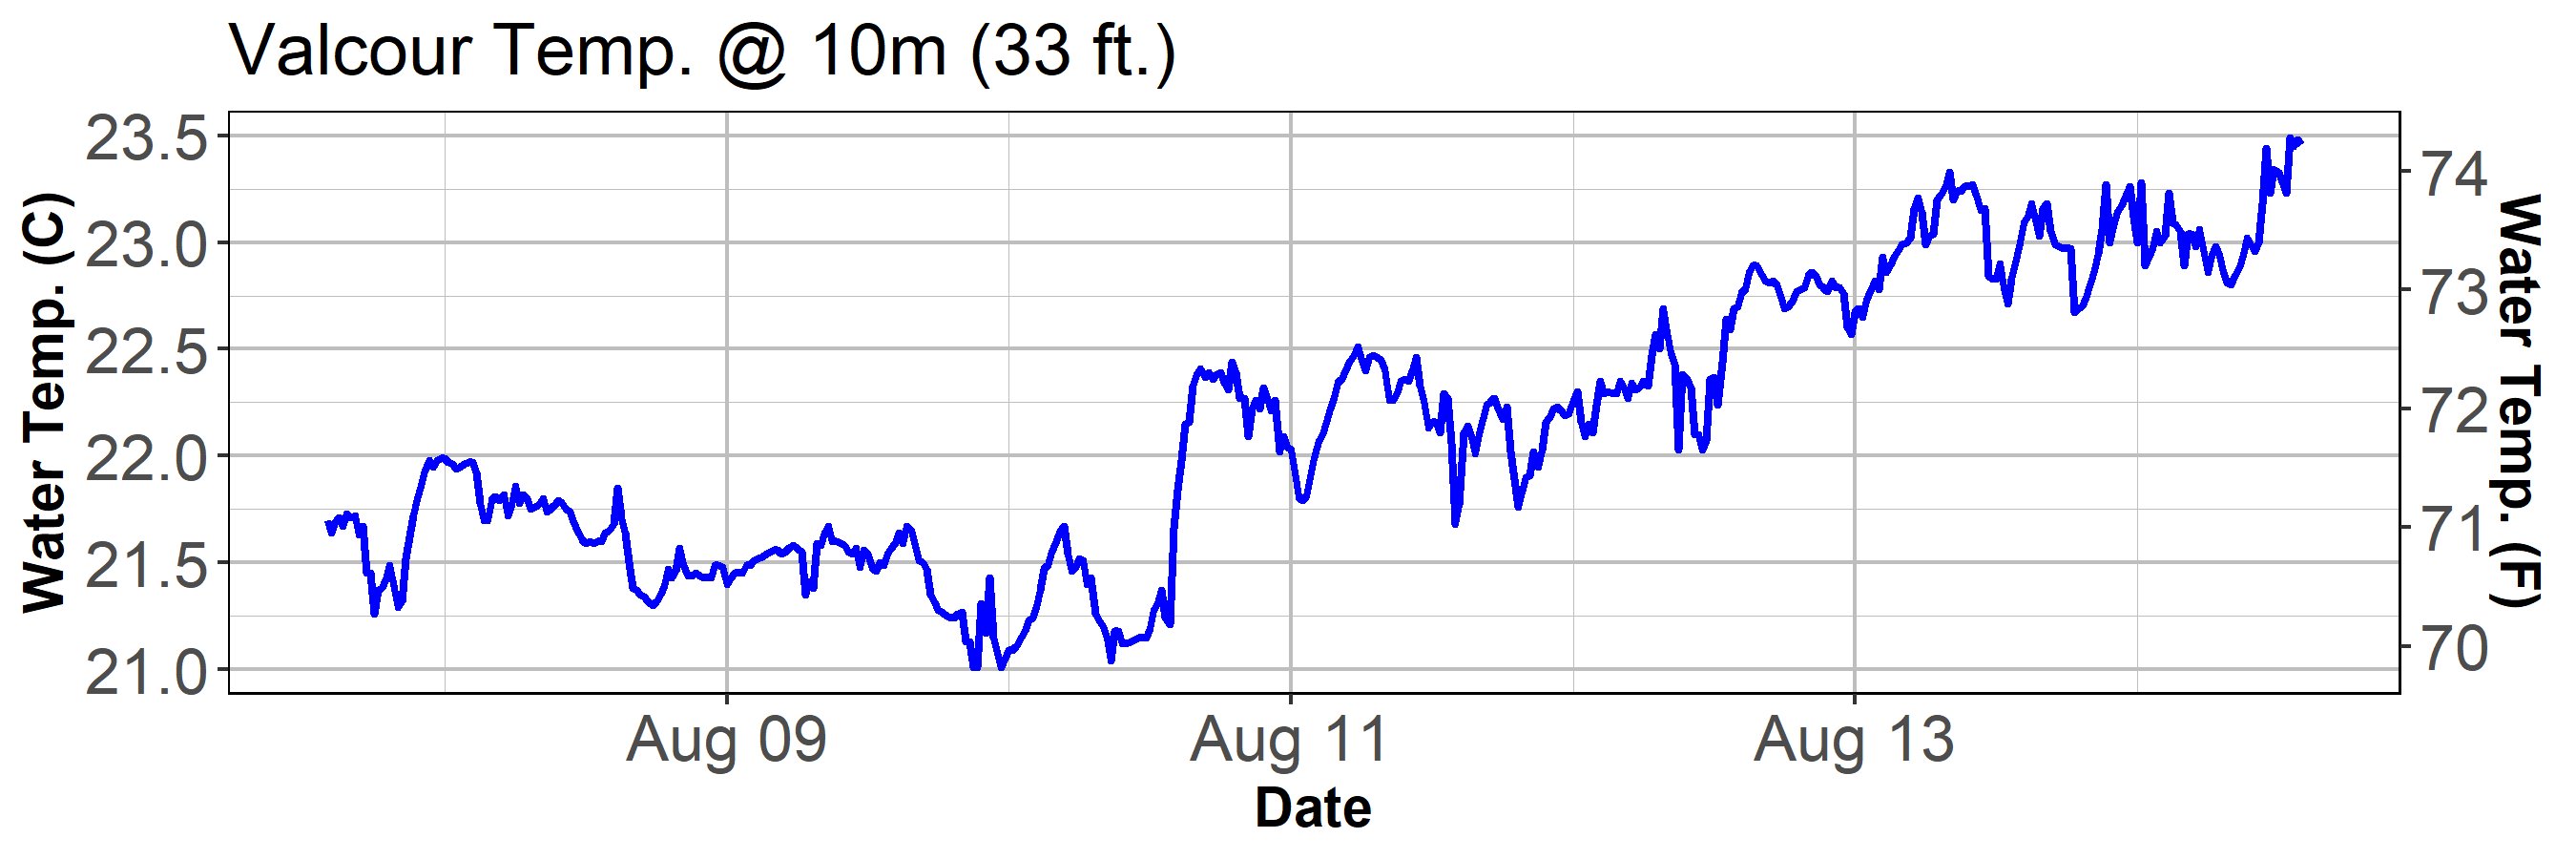 Valcour Temp. @ 10m (33 ft.)
Water Temp. (C)
23.5
23.0
22.5
22.0
21.5
21.0
74
73
72
71
70
Water Temp. (F)
Aug 09 Aug 11 Aug 13
Date